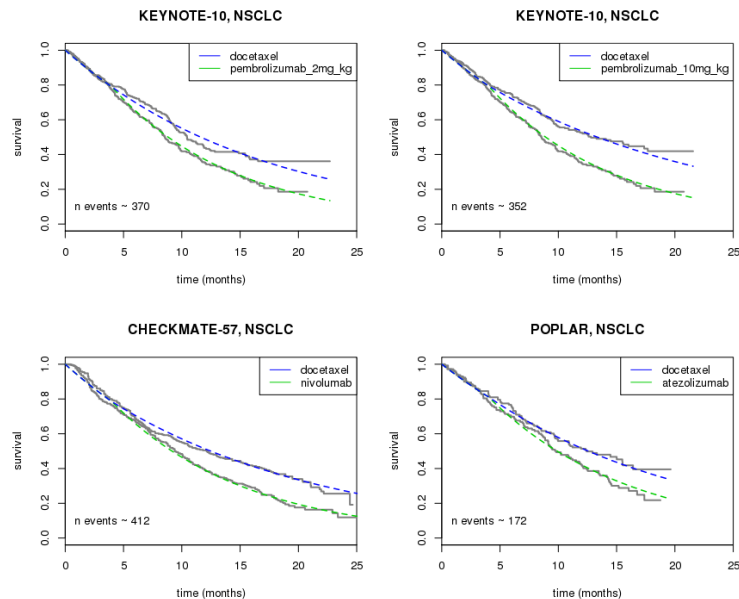 KEYNOTE-10, NSCLC
survival
1.0
0.8
0.6
0.4
0.2
0.0
docetaxel
pembrolizumab_2mg_kg
n events ~ 370
0 5 10 15 20 25
time (months)
KEYNOTE-10, NSCLC
survival
1.0
0.8
0.6
0.4
0.2
0.0
docetaxel
pembrolizumab_10mg_kg
n events ~ 352
0 5 10 15 20 25
time (months)
CHECKMATE-57, NSCLC
survival
1.0
0.8
0.6
0.4
0.2
0.0
docetaxel
nivolumab
n events ~ 412
0 5 10 15 20 25
time (months)
POPLAR, NSCLC
survival
1.0
0.8
0.6
0.4
0.2
0.0
docetaxel
atezolizumab
n events ~ 172
0 5 10 15 20 25
time (months)